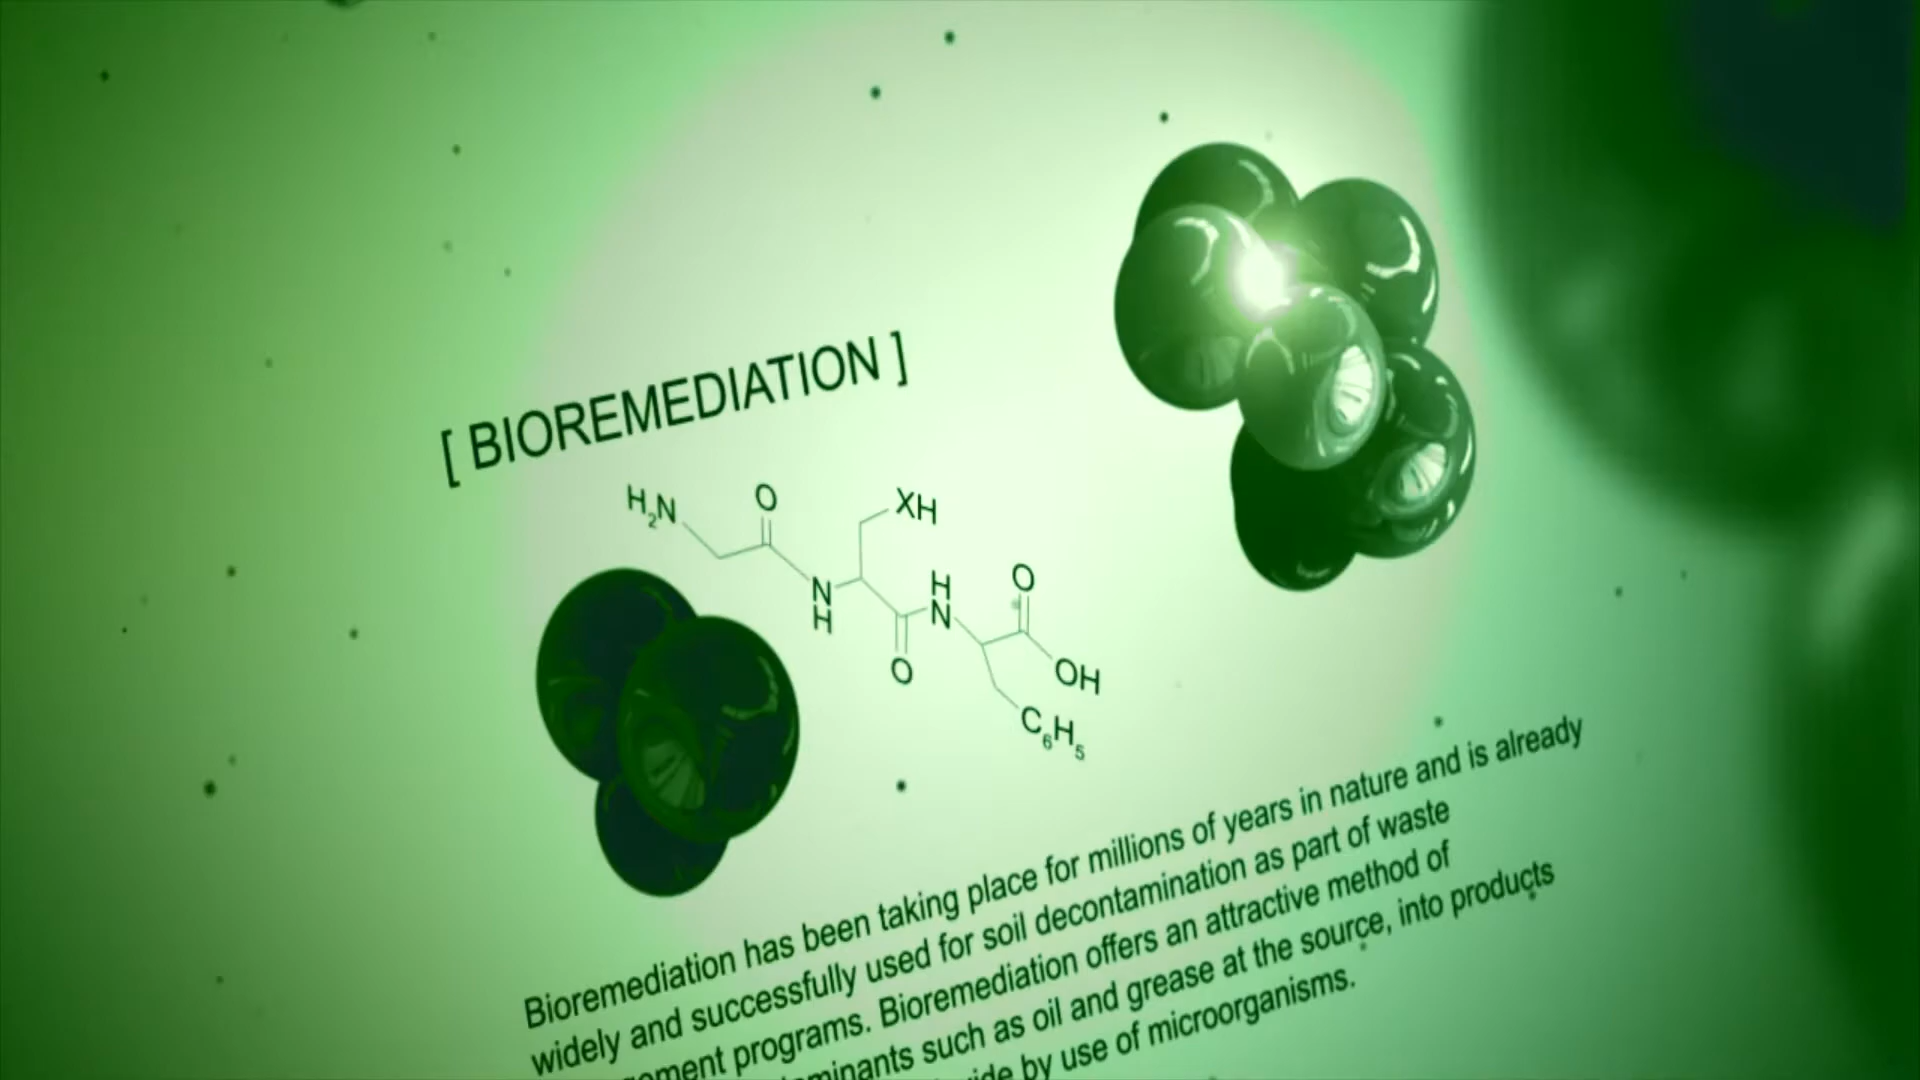 [ BIOREMEDIATION ]
H2N
O
XH
N
H
H
N
O
O
OH
C6H5
Bioremediation has been taking place for millions of years in nature and is already
widely and successfully used for soil decontamination as part of waste
programs. Bioremediation offers an attractive method of
such as oil and grease at the source, into products
by use of microorganisms.